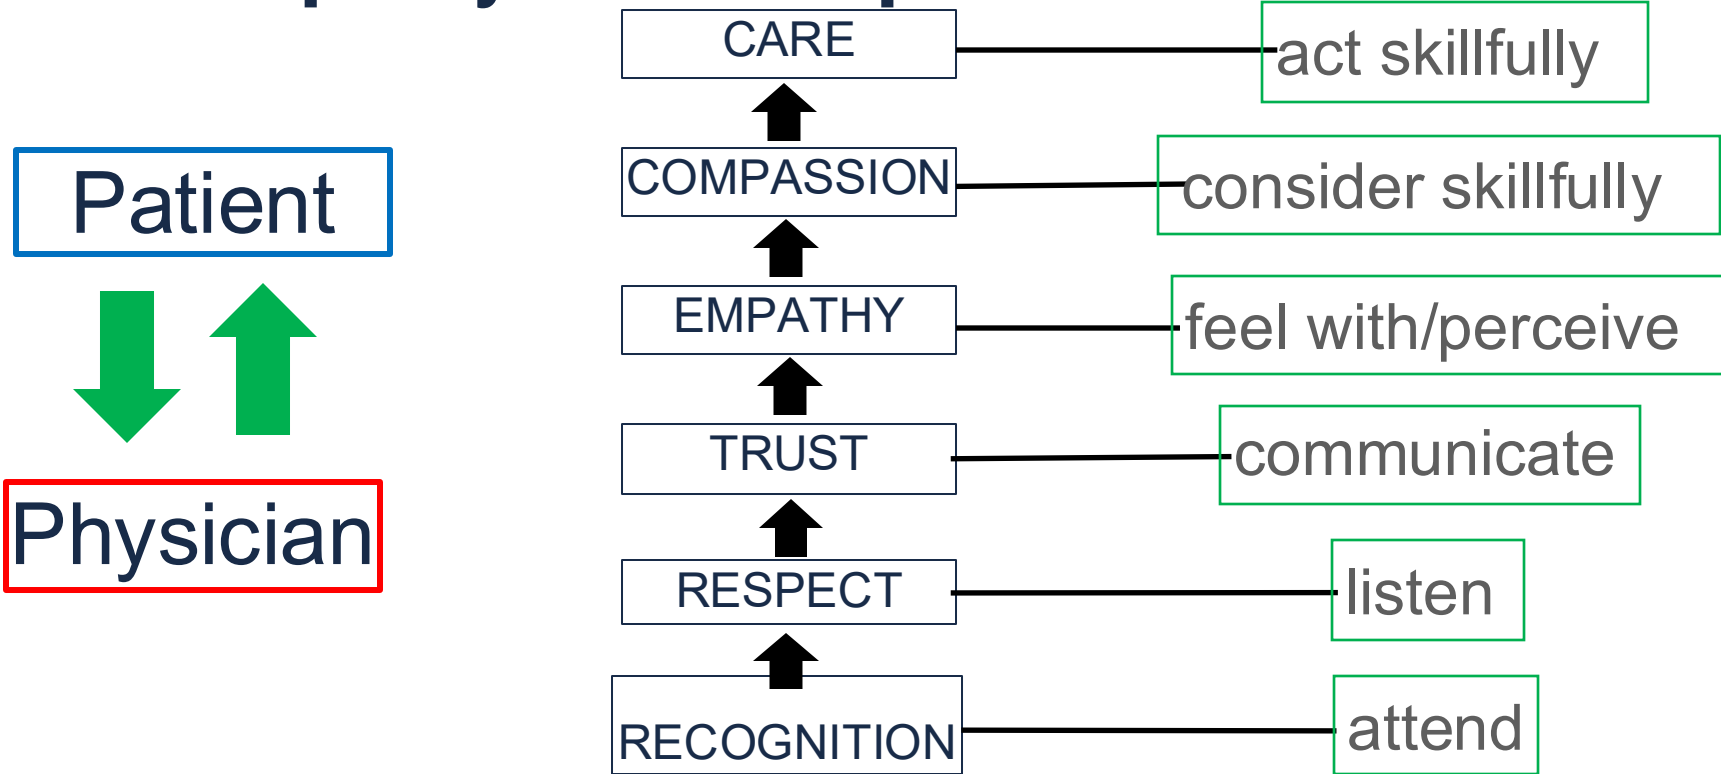 CARE
act skillfully
COMPASSION
consider skillfully
Patient
EMPATHY
feel with/perceive
TRUST
communicate
Physician
RESPECT
listen
RECOGNITION
attend